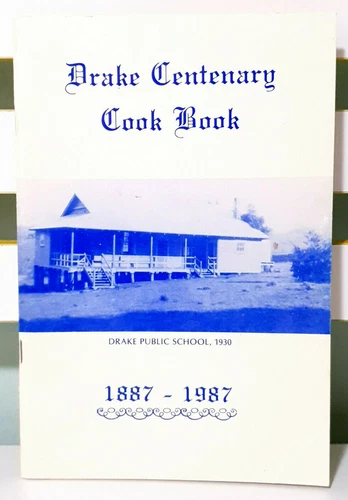 Drake Centenary
Cook Book
DRAKE PUBLIC SCHOOL, 1930
1887 - 1987